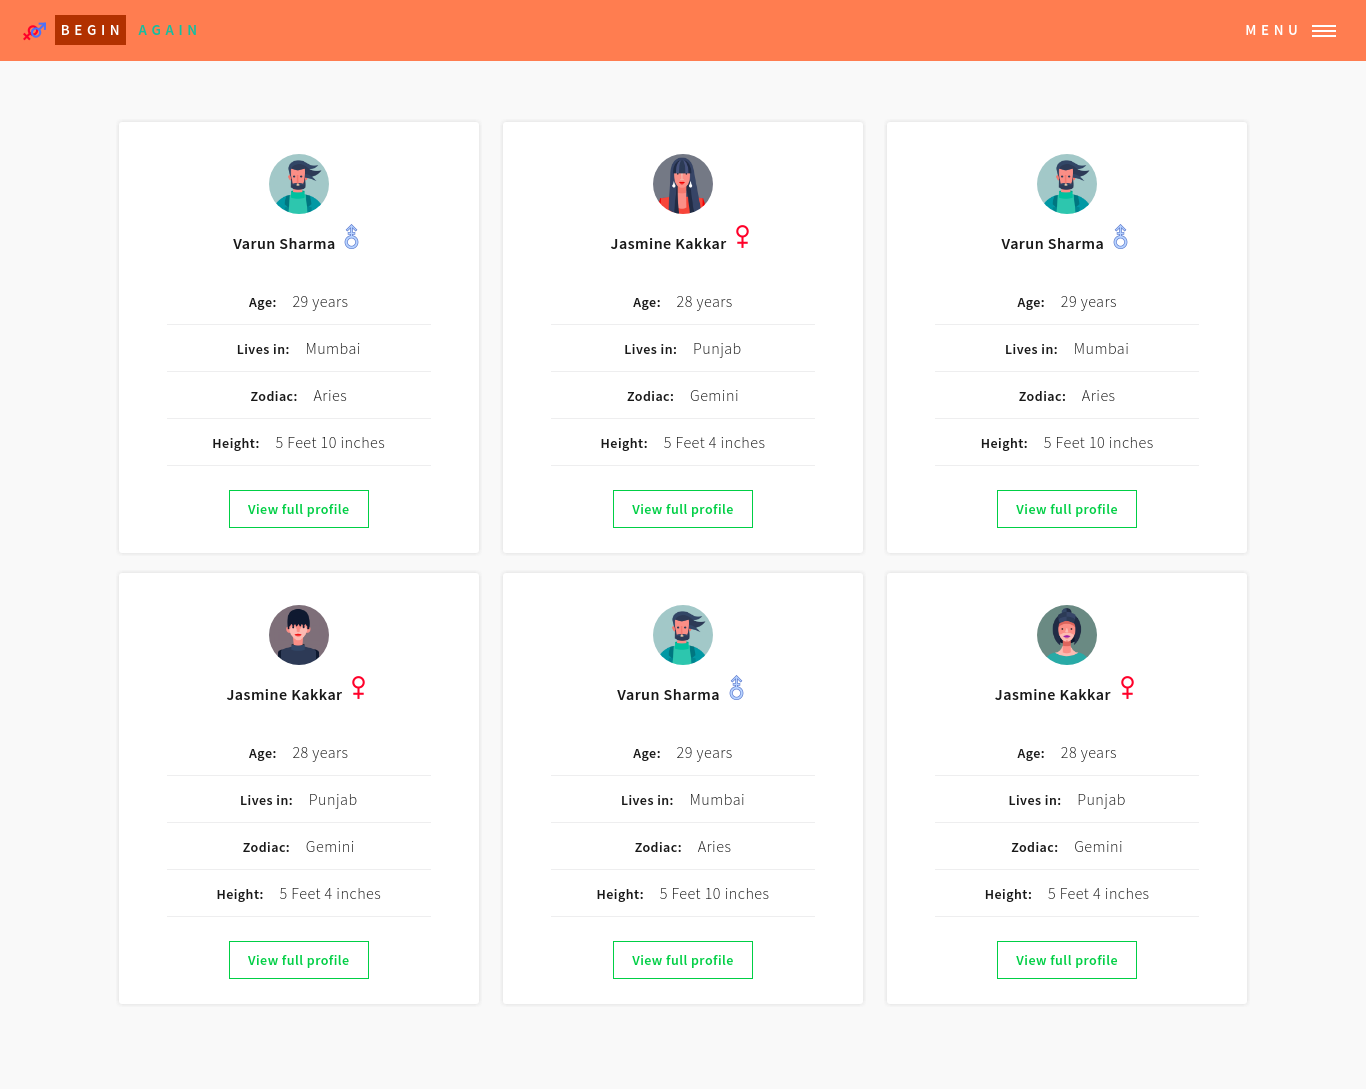 BEGIN AGAIN
MENU
Varun Sharma
Age: 29 years
Lives in: Mumbai
Zodiac: Aries
Height: 5 Feet 10 inches
View full profile
Jasmine Kakkar
Age: 28 years
Lives in: Punjab
Zodiac: Gemini
Height: 5 Feet 4 inches
View full profile
Varun Sharma
Age: 29 years
Lives in: Mumbai
Zodiac: Aries
Height: 5 Feet 10 inches
View full profile
Jasmine Kakkar
Age: 28 years
Lives in: Punjab
Zodiac: Gemini
Height: 5 Feet 4 inches
View full profile
Varun Sharma
Age: 29 years
Lives in: Mumbai
Zodiac: Aries
Height: 5 Feet 10 inches
View full profile
Jasmine Kakkar
Age: 28 years
Lives in: Punjab
Zodiac: Gemini
Height: 5 Feet 4 inches
View full profile